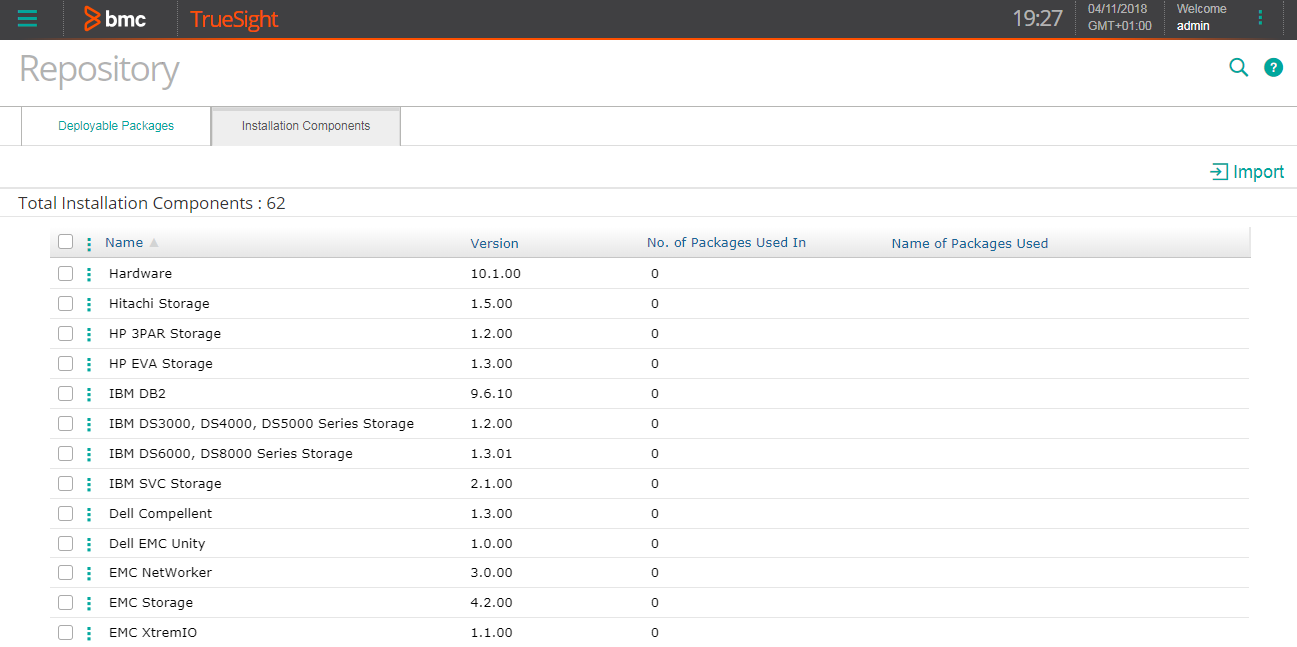 bmc TrueSight 19:27 04/11/2018 Welcome
GMT+01:00 admin
Repository
?
Deployable Packages Installation Components
Import
Total Installation Components : 62
Name Version No. of Packages Used In Name of Packages Used
Hardware 10.1.00 0
Hitachi Storage 1.5.00 0
HP 3PAR Storage 1.2.00 0
HP EVA Storage 1.3.00 0
IBM DB2 9.6.10 0
IBM DS3000, DS4000, DS5000 Series Storage 1.2.00 0
IBM DS6000, DS8000 Series Storage 1.3.01 0
IBM SVC Storage 2.1.00 0
Dell Compellent 1.3.00 0
Dell EMC Unity 1.0.00 0
EMC NetWorker 3.0.00 0
EMC Storage 4.2.00 0
EMC XtremIO 1.1.00 0